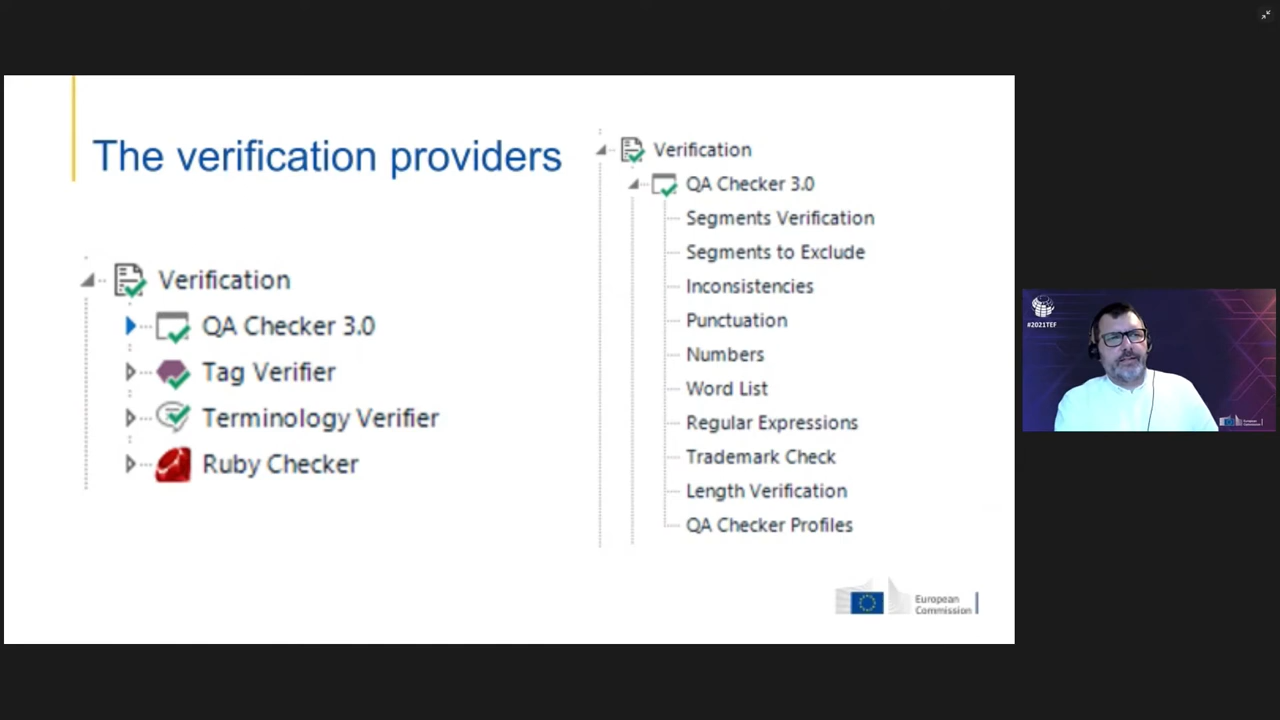 The verification providers
Verification
QA Checker 3.0
Tag Verifier
Terminology Verifier
Ruby Checker
Verification
QA Checker 3.0
Segments Verification
Segments to Exclude
Inconsistencies
Punctuation
Numbers
Word List
Regular Expressions
Trademark Check
Length Verification
QA Checker Profiles
European
Commission
#2021TEF
European
Commission